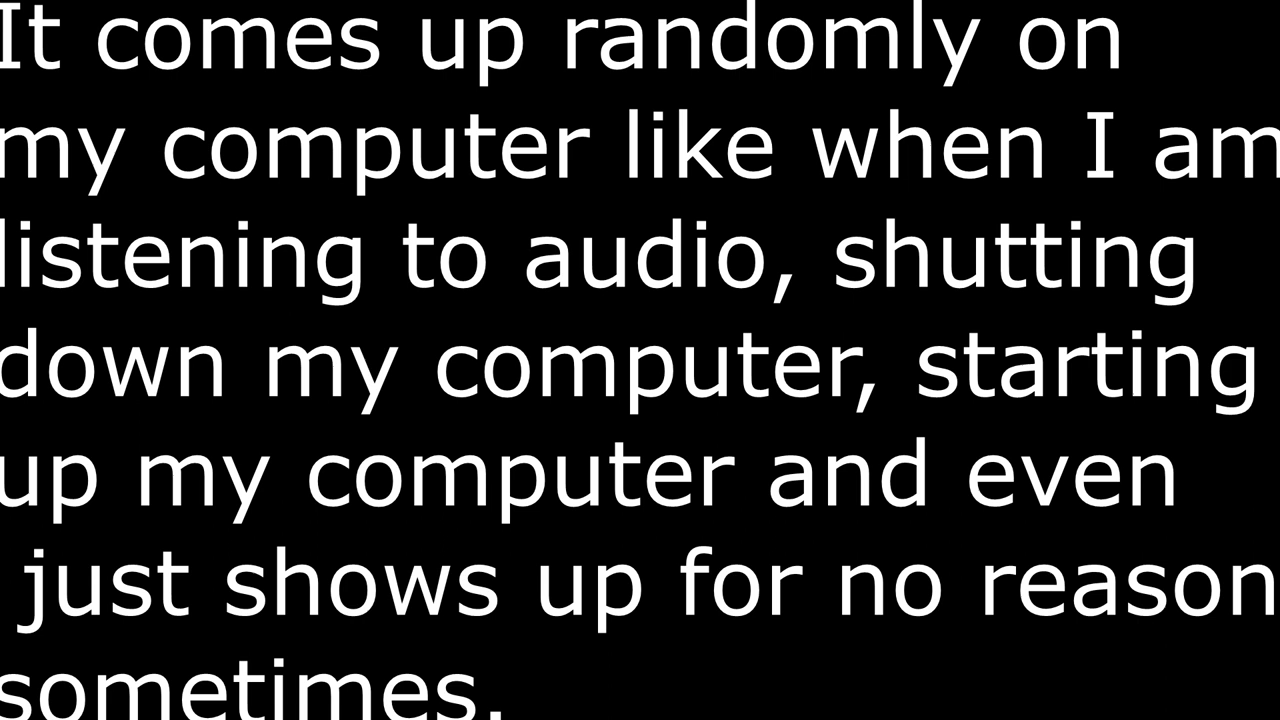 It comes up randomly on
my computer like when I am
listening to audio, shutting
down my computer, starting
up my computer and even
just shows up for no reason
sometimes.